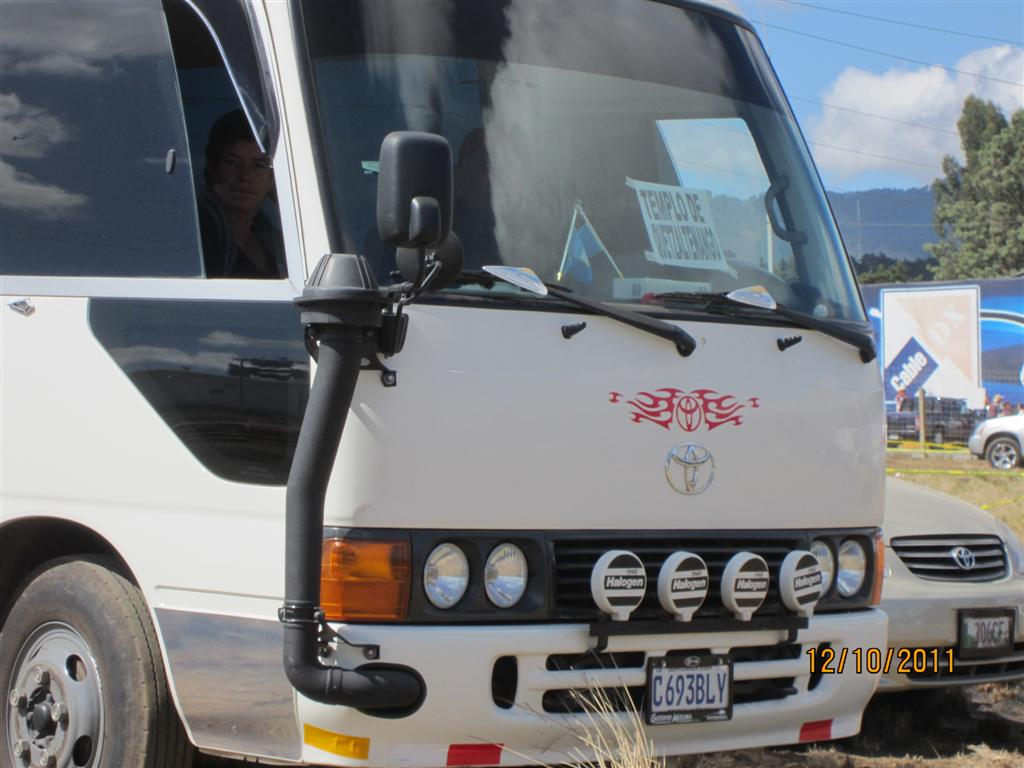 TEMPLO DE
QUETZALTENANGO
Cable
DX
Halogen
Halogen
Halogen
Halogen
C693BLY
12/10/2011